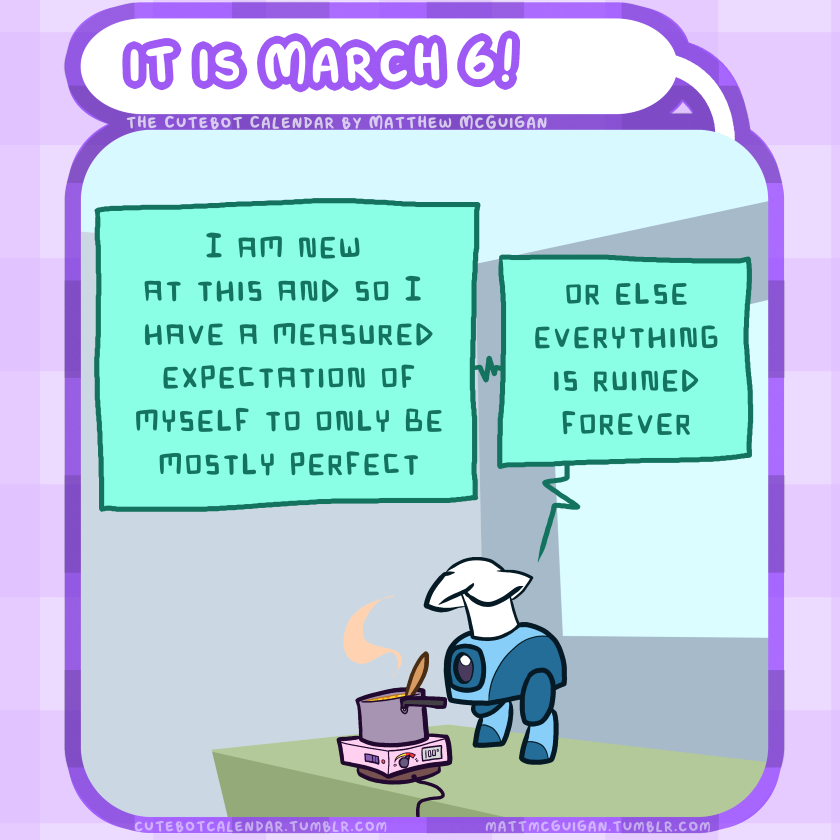 IT IS MARCH 6!
THE CUTEBOT CALENDAR BY MATTHEW MCGUIGAN
I AM NEW
AT THIS AND SO I
HAVE A MEASURED
EXPECTATION OF
MYSELF TO ONLY BE
MOSTLY PERFECT
OR ELSE
EVERYTHING
IS RUINED
FOREVER
100°
CUTEBOTCALENDAR.TUMBLR.COM
MATTMCGUIGAN.TUMBLR.COM